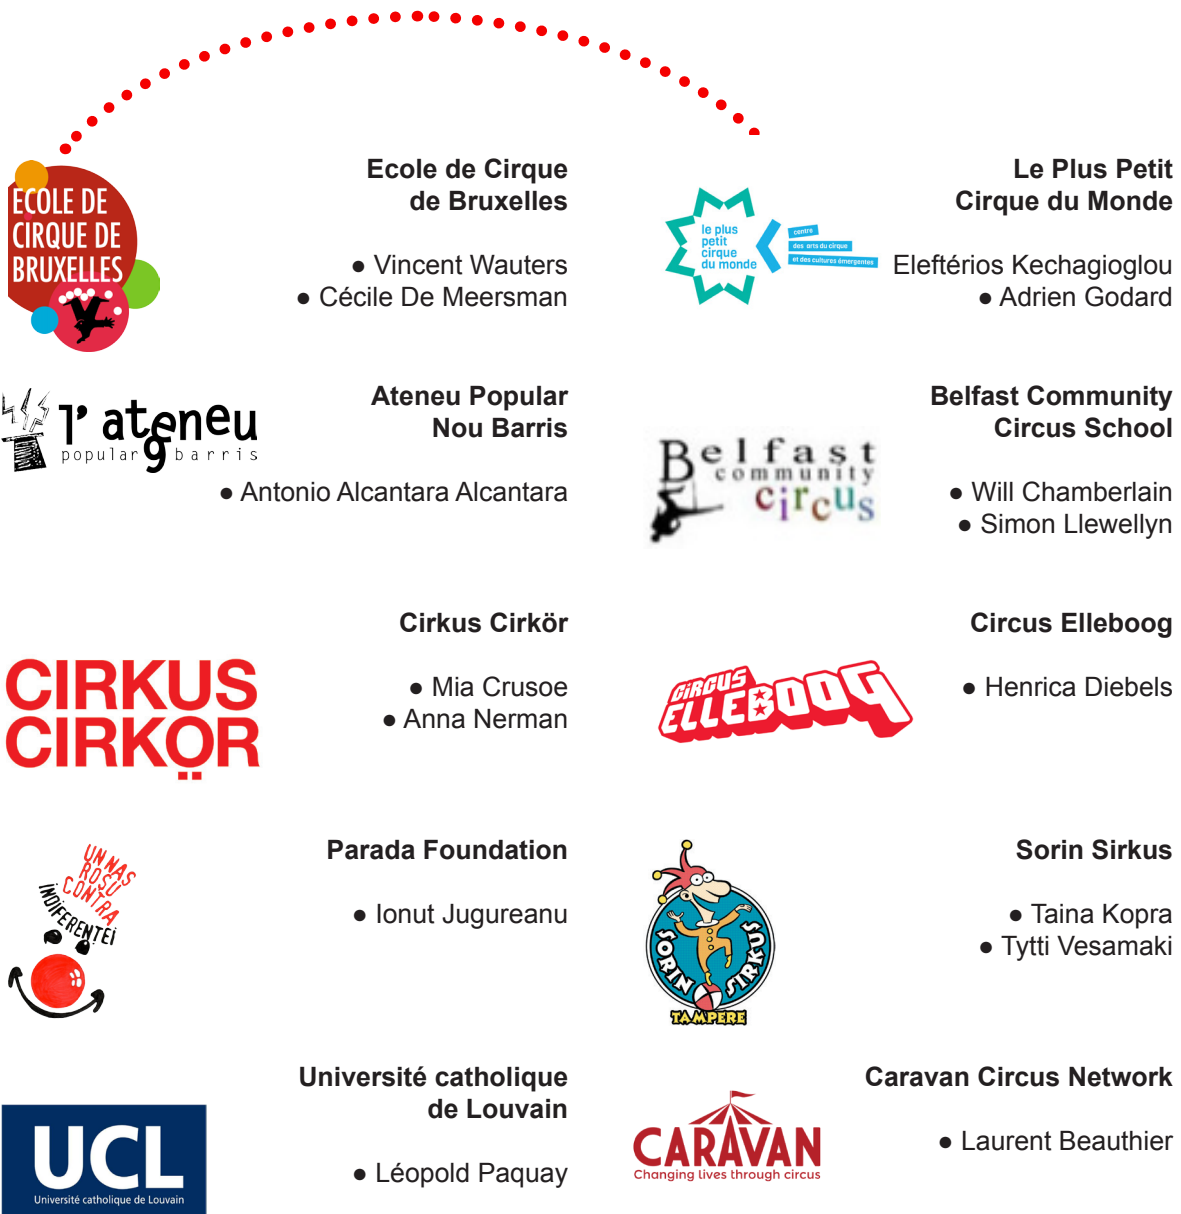 ECOLE DE
CIRQUE DE
BRUXELLES
Ecole de Cirque
de Bruxelles
● Vincent Wauters
● Cécile De Meersman
le plus
petit
cirque
du monde
centre
des arts du cirque
et des cultures émergentes
Le Plus Petit
Cirque du Monde
Eleftérios Kechagioglou
● Adrien Godard
l' ateneu
popular 9 barris
Ateneu Popular
Nou Barris
● Antonio Alcantara Alcantara
Belfast
community
circus
Belfast Community
Circus School
● Will Chamberlain
● Simon Llewellyn
CIRKUS
CIRKÖR
Cirkus Cirkör
● Mia Crusoe
● Anna Nerman
CIRCUS
ELLEBOOG
Circus Elleboog
● Henrica Diebels
UN NAS
ROȘU
CONTRA
INDIFERENȚEI
Parada Foundation
● Ionut Jugureanu
SORIN SIRKUS
TAMPERE
Sorin Sirkus
● Taina Kopra
● Tytti Vesamaki
UCL
Université catholique de Louvain
Université catholique
de Louvain
● Léopold Paquay
CARAVAN
Changing lives through circus
Caravan Circus Network
● Laurent Beauthier